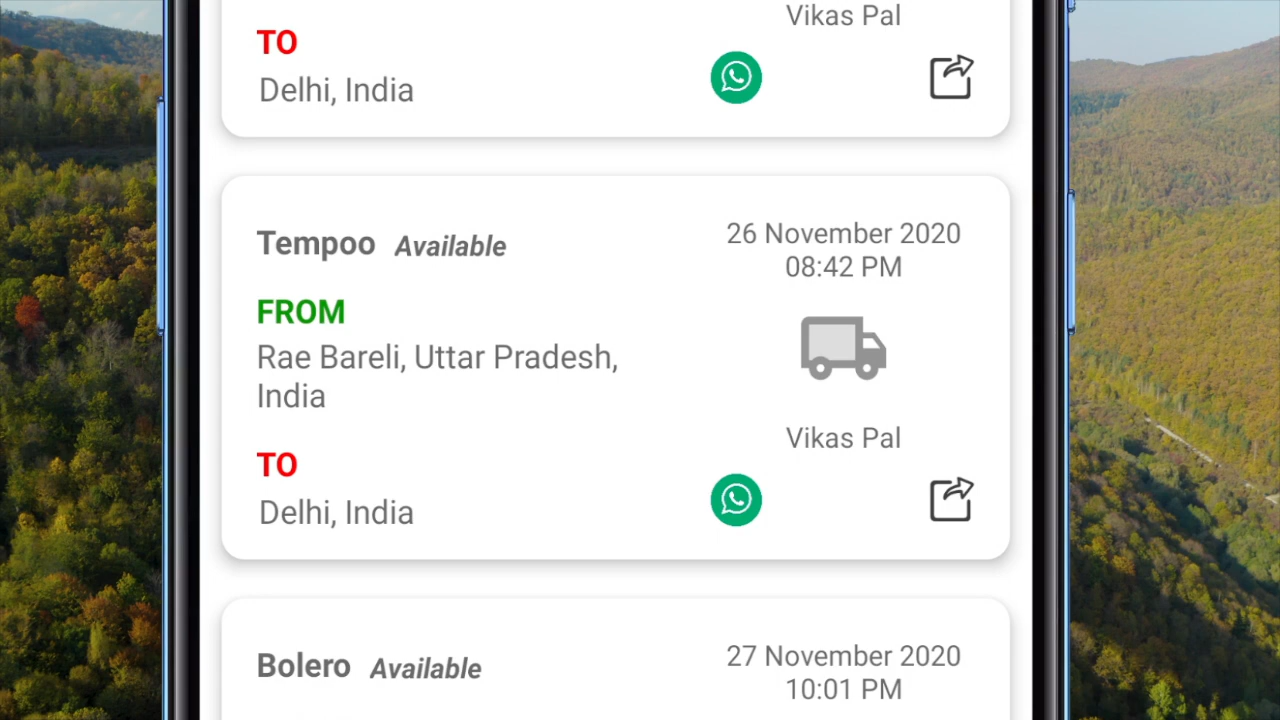 Vikas Pal
TO
Delhi, India
Tempoo Available
26 November 2020
08:42 PM
FROM
Rae Bareli, Uttar Pradesh,
India
Vikas Pal
TO
Delhi, India
Bolero Available
27 November 2020
10:01 PM